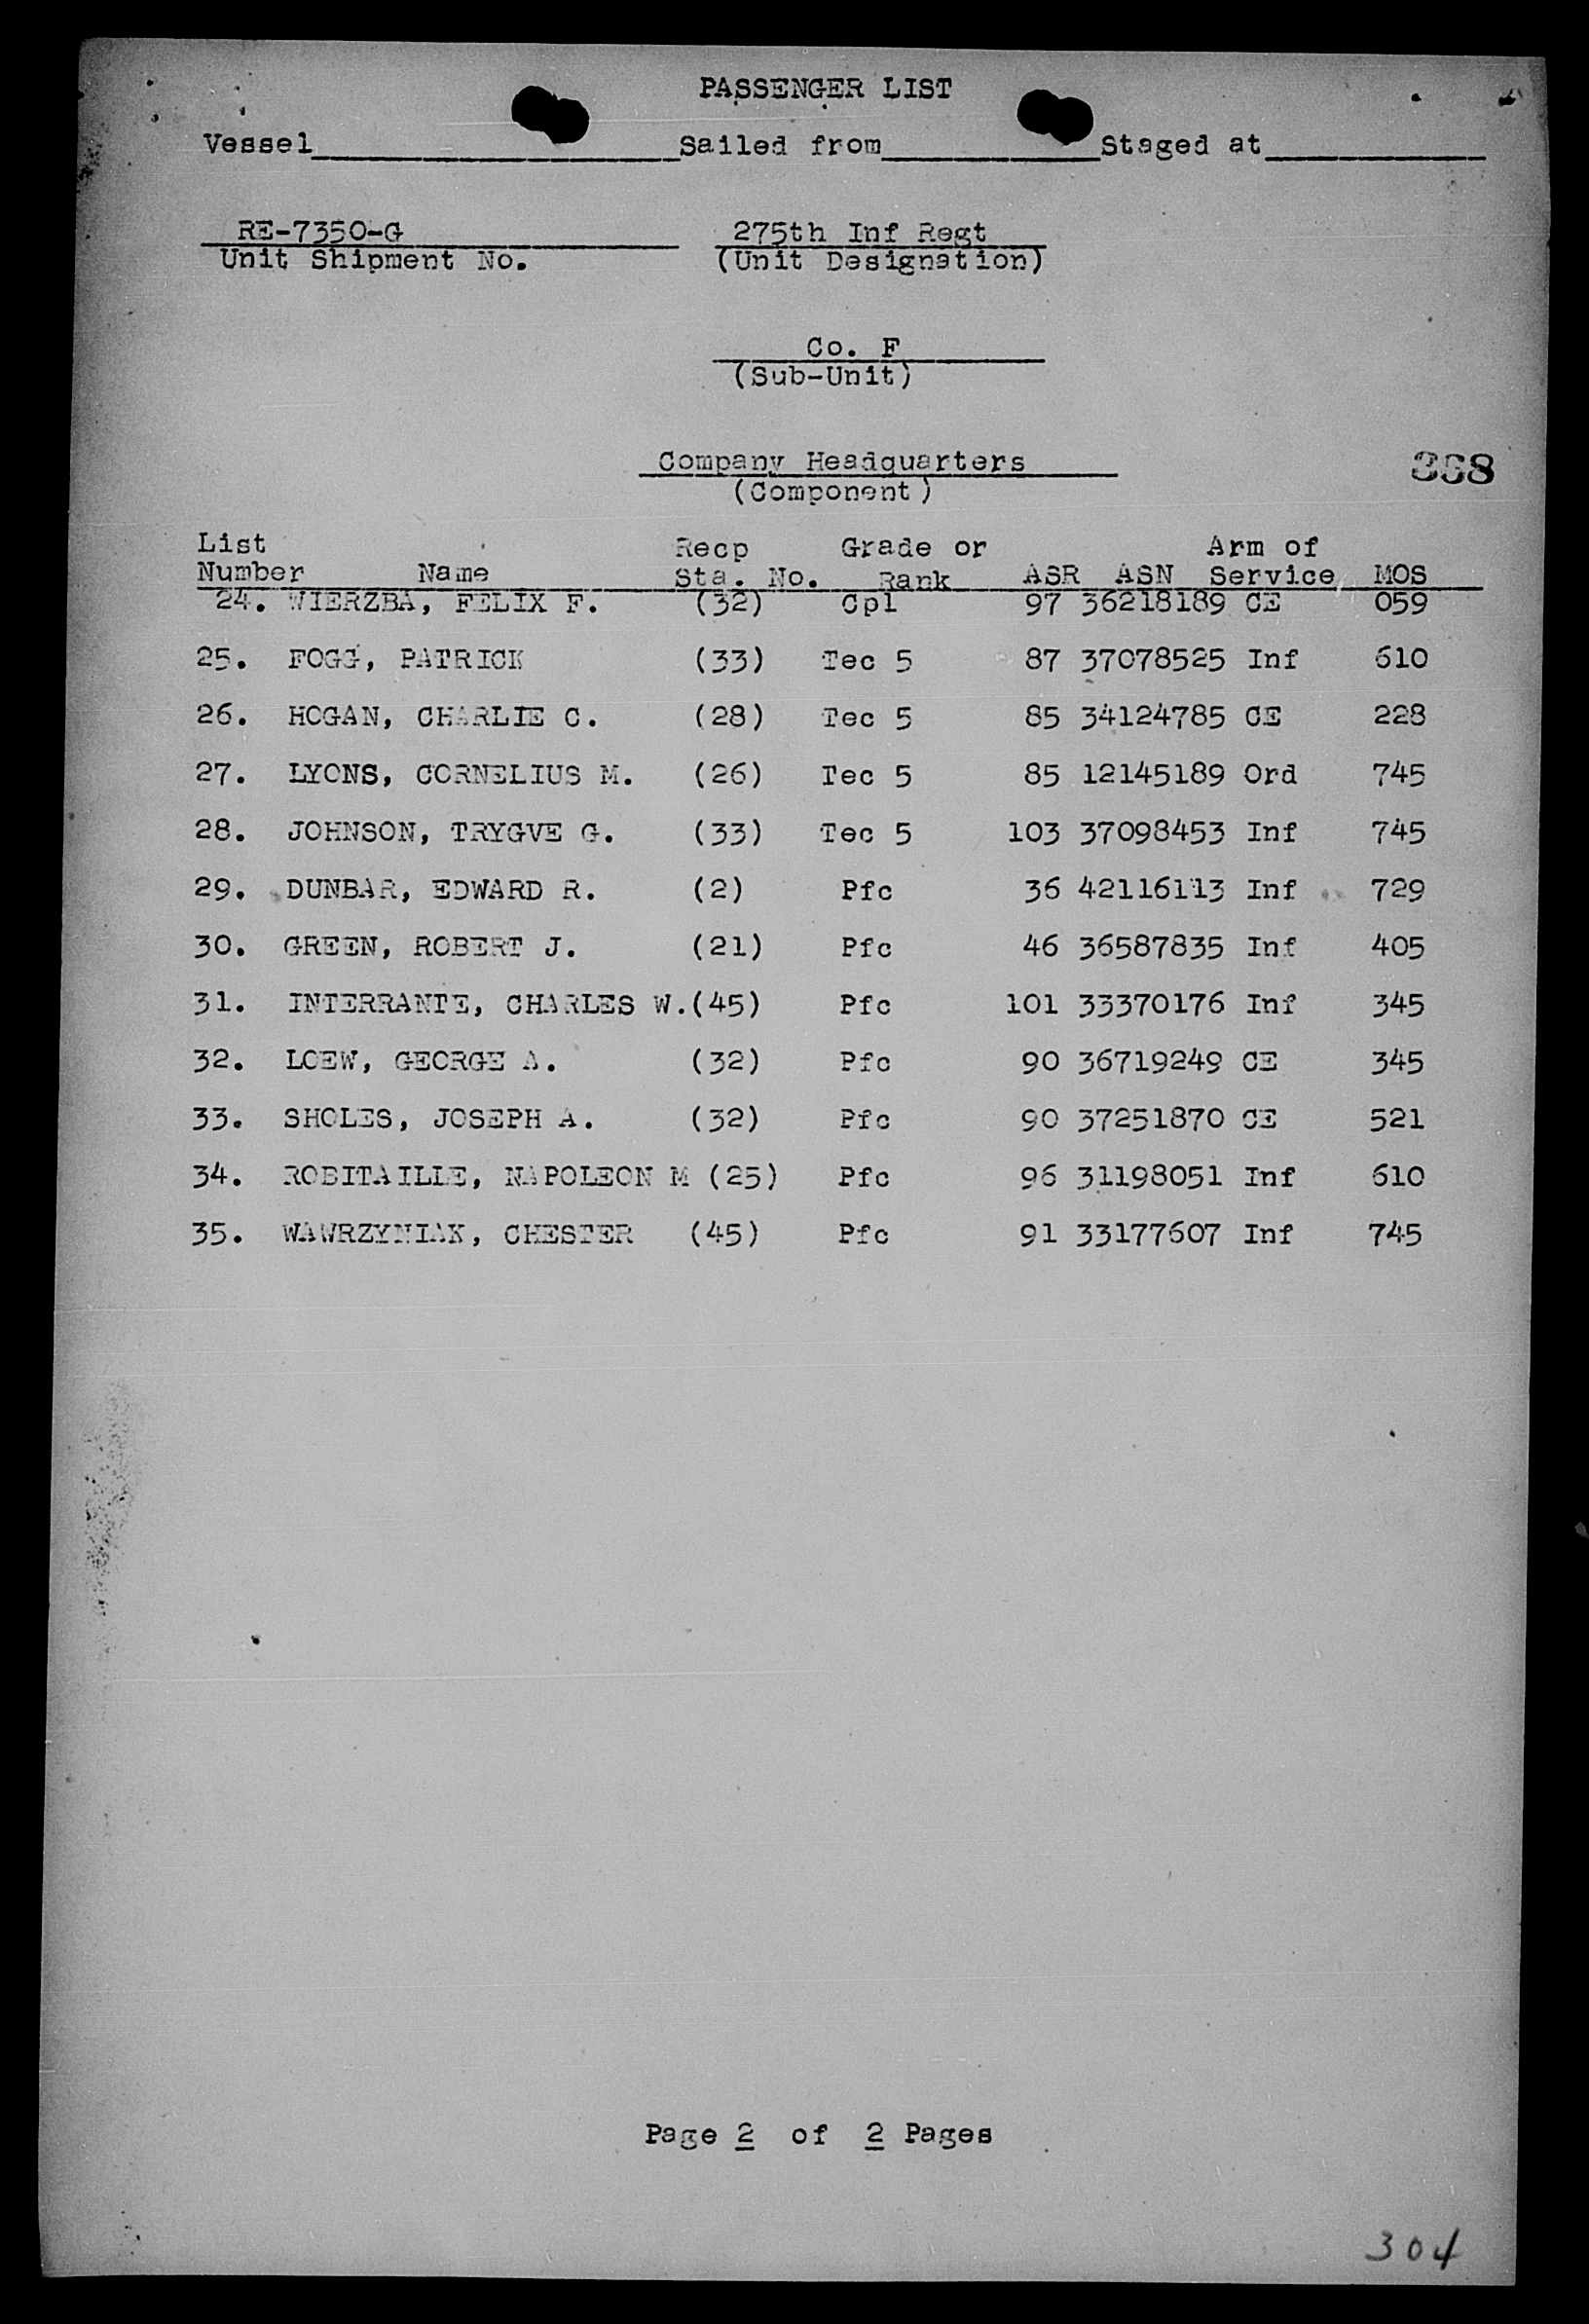 PASSENGER LIST
Vessel____________________Sailed from____________Staged at____________
RE-7350-G 275th Inf Regt
Unit Shipment No. (Unit Designation)
Co. F
(Sub-Unit)
Company Headquarters
(Component) 368
List Recp Grade or Arm of
Number Name Sta. No. Rank ASR ASN Service MOS
24. WIERZBA, FELIX F. (32) Cpl 97 36218189 CE 059
25. FOGG, PATRICK (33) Tec 5 87 37078525 Inf 610
26. HOGAN, CHARLIE C. (28) Tec 5 85 34124785 CE 228
27. LYONS, CORNELIUS M. (26) Tec 5 85 12145189 Ord 745
28. JOHNSON, TRYGVE G. (33) Tec 5 103 37098453 Inf 745
29. DUNBAR, EDWARD R. (2) Pfc 36 42116113 Inf 729
30. GREEN, ROBERT J. (21) Pfc 46 36587835 Inf 405
31. INTERRANTE, CHARLES W.(45) Pfc 101 33370176 Inf 345
32. LOEW, GEORGE A. (32) Pfc 90 36719249 CE 345
33. SHOLES, JOSEPH A. (32) Pfc 90 37251870 CE 521
34. ROBITAILLE, NAPOLEON M (25) Pfc 96 31198051 Inf 610
35. WAWRZYNIAK, CHESTER (45) Pfc 91 33177607 Inf 745
Page 2 of 2 Pages
304